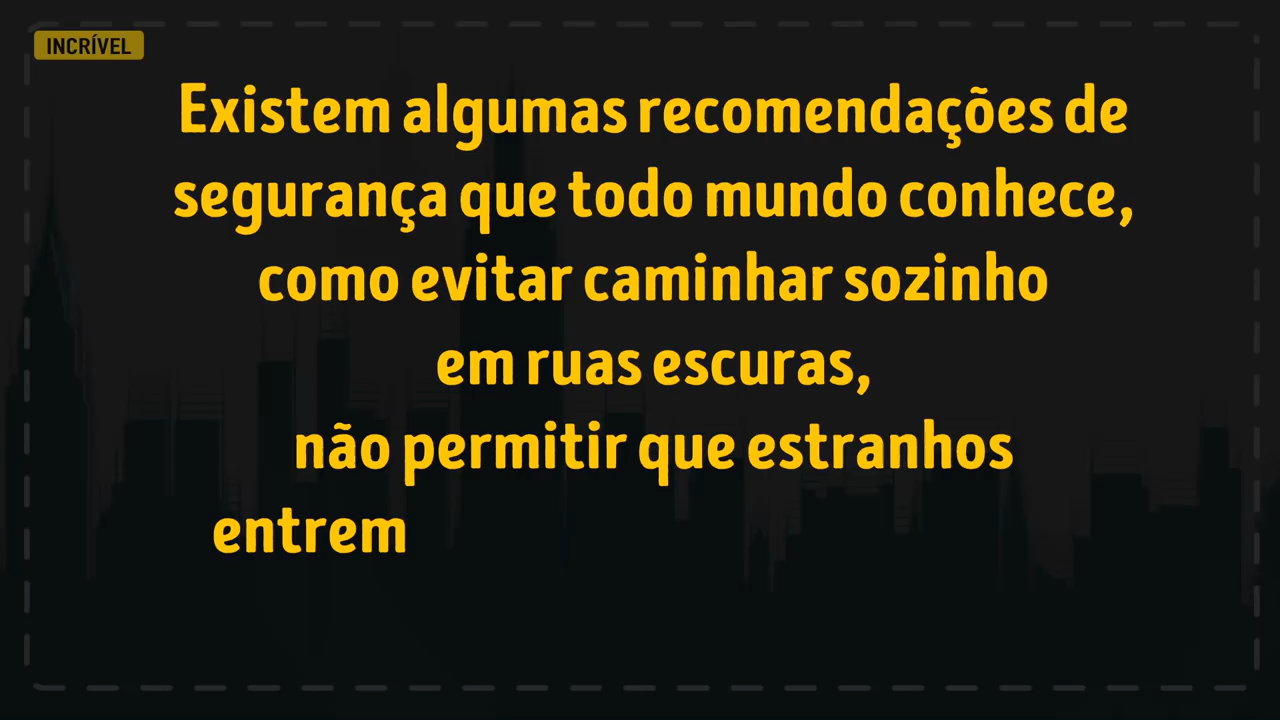 INCRÍVEL
Existem algumas recomendações de
segurança que todo mundo conhece,
como evitar caminhar sozinho
em ruas escuras,
não permitir que estranhos
entrem